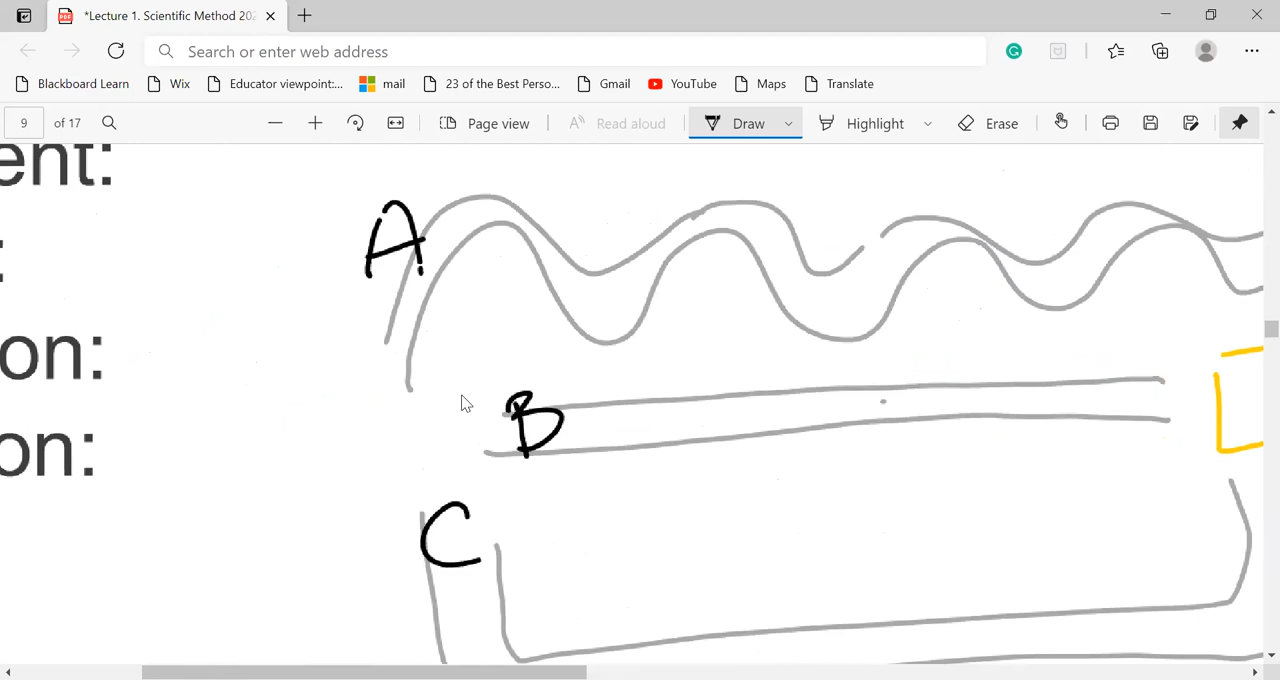 *Lecture 1. Scientific Method 202
Search or enter web address
Blackboard Learn Wix Educator viewpoint:... mail 23 of the Best Perso... Gmail YouTube Maps Translate
9 of 17 Page view Read aloud Draw Highlight Erase
ent:
A
:
on:
B
on:
C